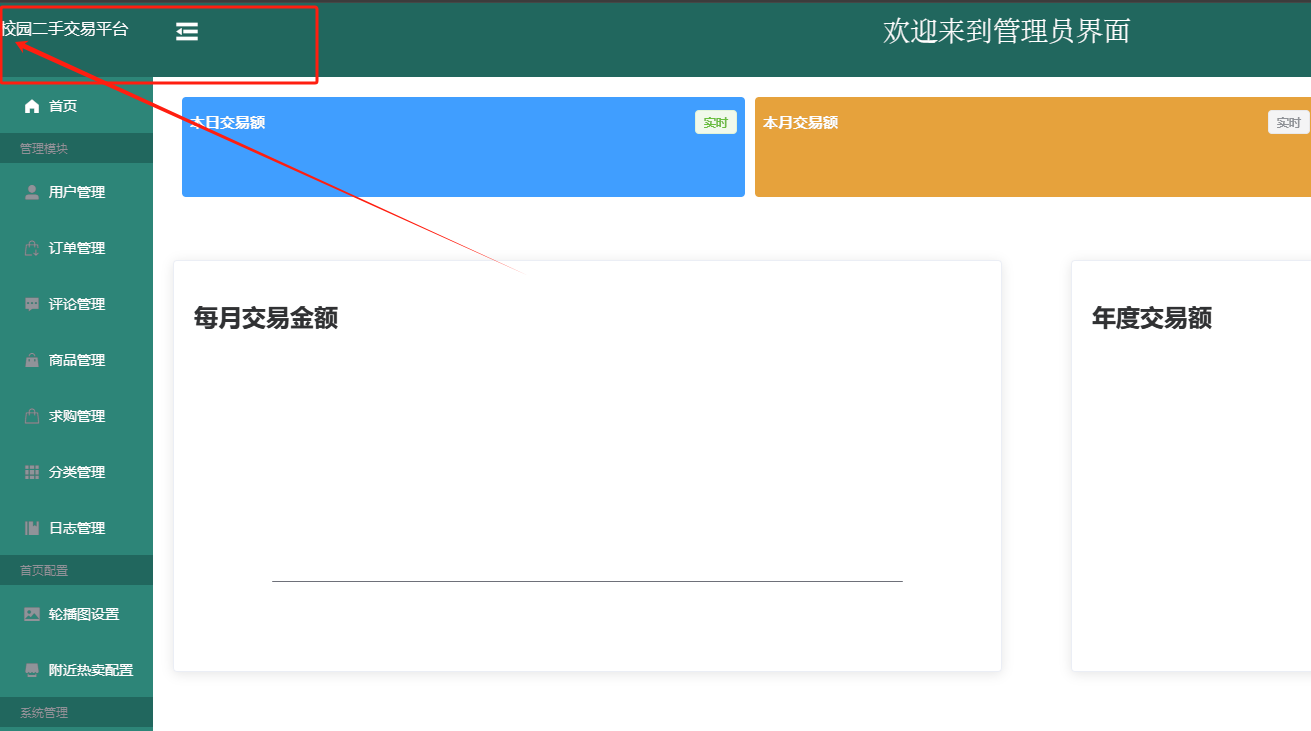 校园二手交易平台
欢迎来到管理员界面
首页
管理模块
用户管理
订单管理
评论管理
商品管理
求购管理
分类管理
日志管理
首页配置
轮播图设置
附近热卖配置
系统管理
本日交易额
实时
本月交易额
实时
每月交易金额
年度交易额